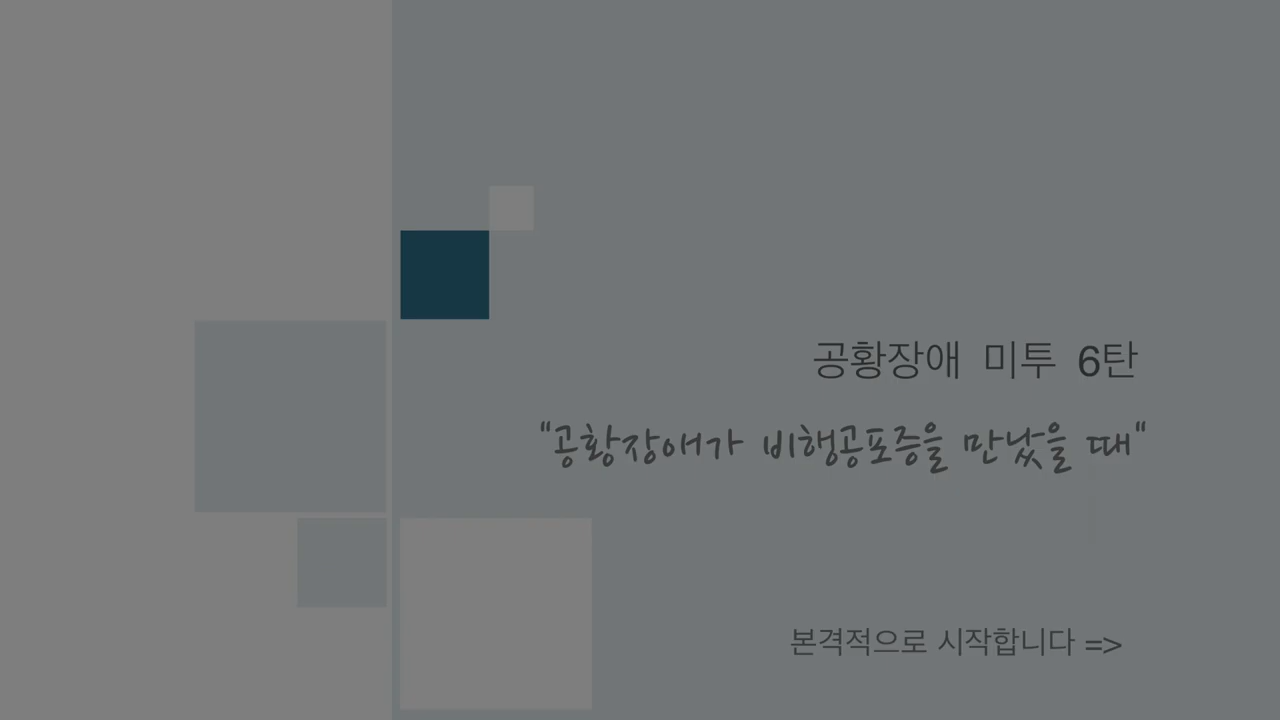 공황장애 미투 6탄
"공황장애가 비행공포증을 만났을 때"
본격적으로 시작합니다 =>